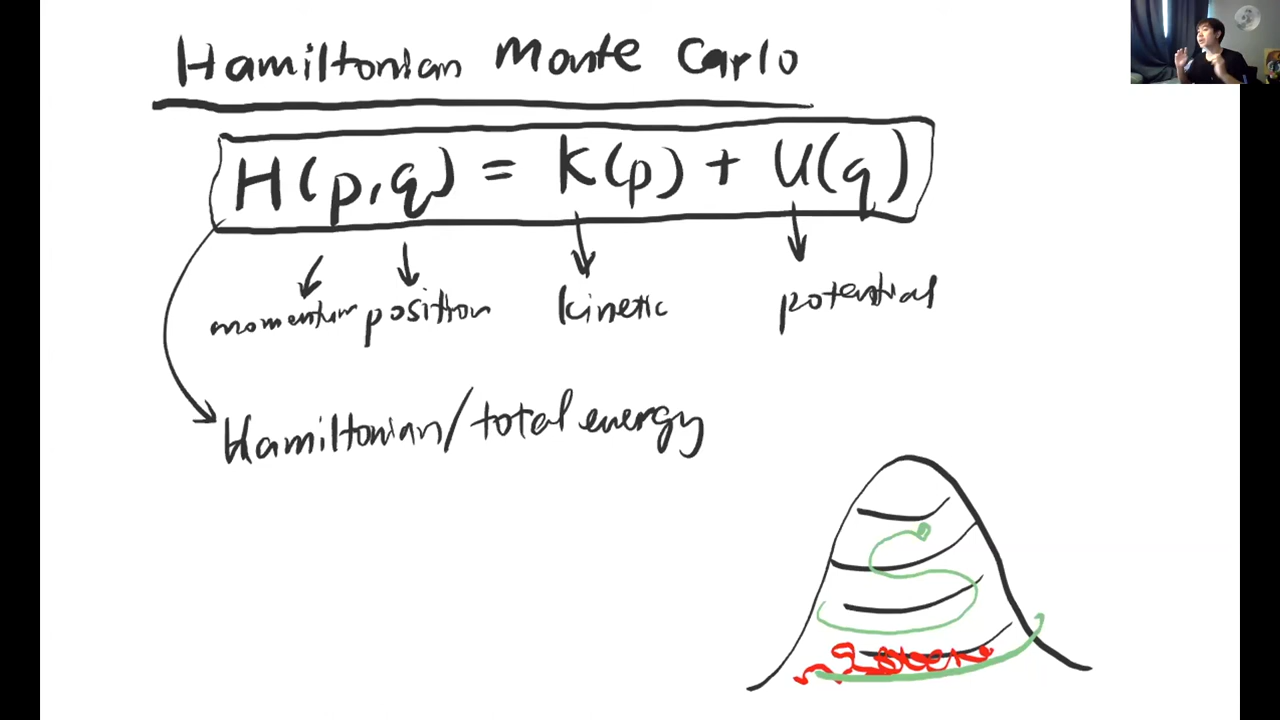 Hamiltonian Monte Carlo
H(p,q) = K(p) + U(q)
momentum position kinetic potential
Hamiltonian/total energy